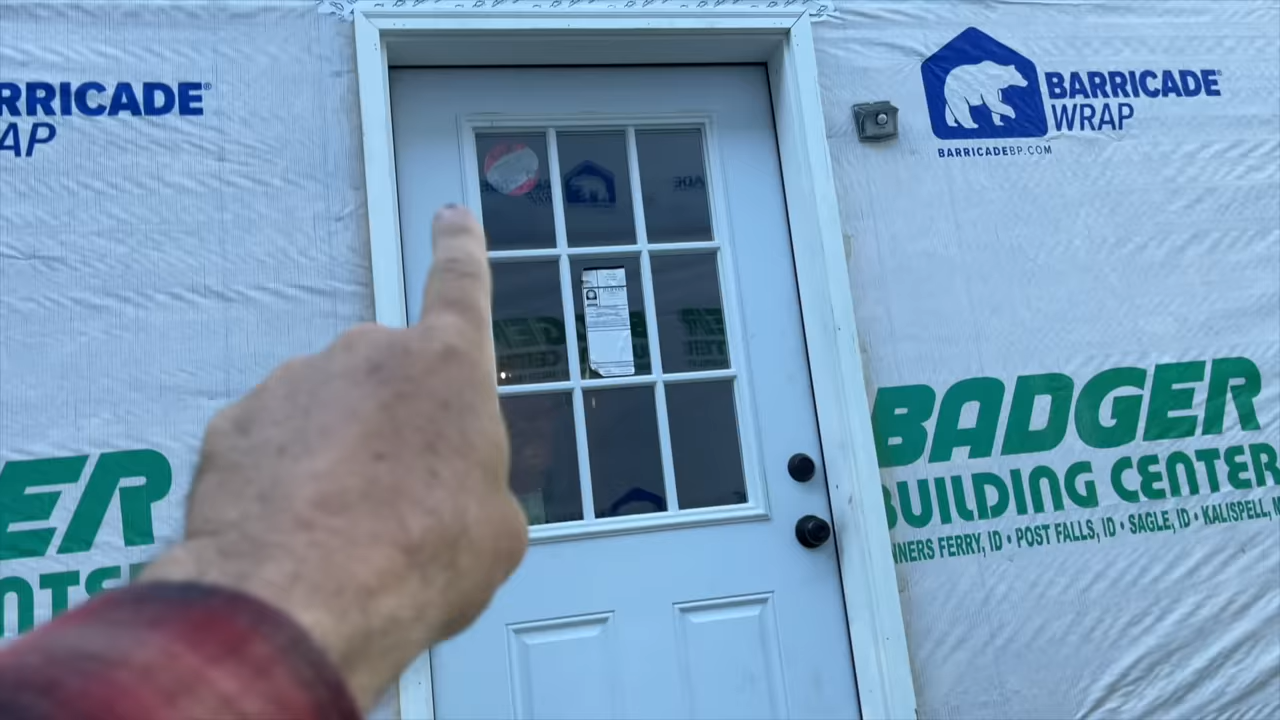 RRICADE®
AP
BARRICADE®
WRAP
BARRICADEBP.COM
ER
BADGER
BUILDING CENTER
NNERS FERRY, ID • POST FALLS, ID • SAGLE, ID • KALISPELL, M
NTE